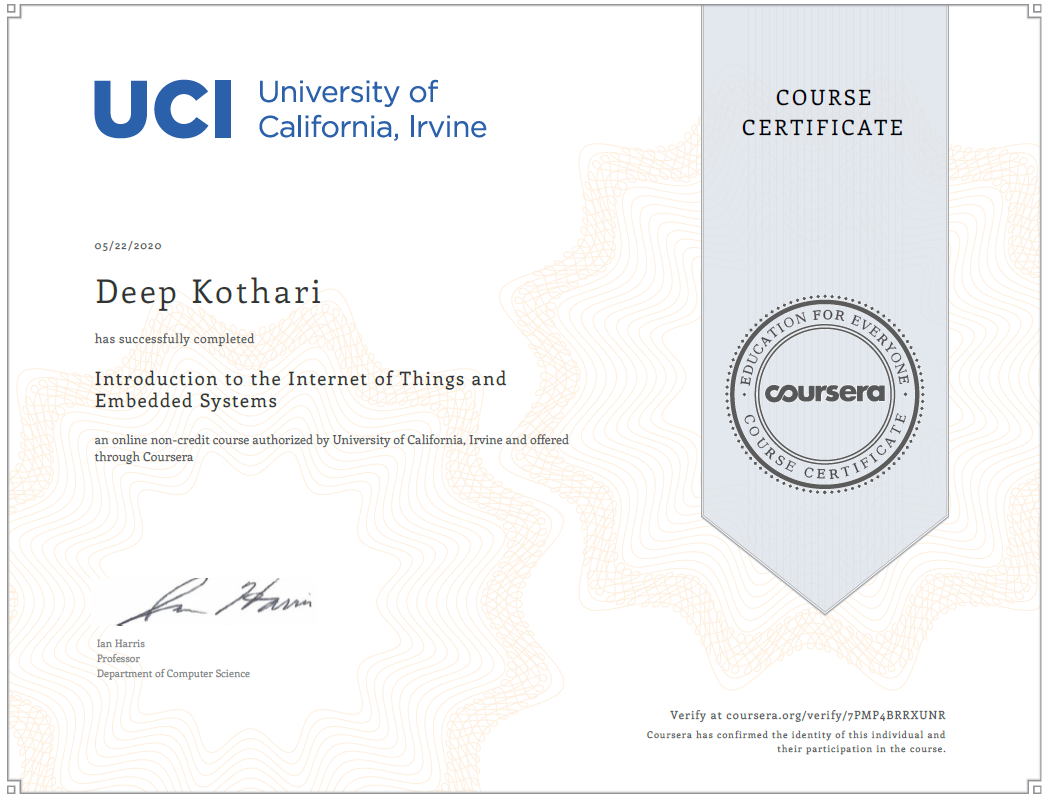 UCI University of
California, Irvine
COURSE
CERTIFICATE
05/22/2020
Deep Kothari
has successfully completed
Introduction to the Internet of Things and
Embedded Systems
an online non-credit course authorized by University of California, Irvine and offered
through Coursera
EDUCATION FOR EVERYONE
coursera
COURSE CERTIFICATE
Ian Harris
Ian Harris
Professor
Department of Computer Science
Verify at coursera.org/verify/7PMP4BRRXUNR
Coursera has confirmed the identity of this individual and
their participation in the course.